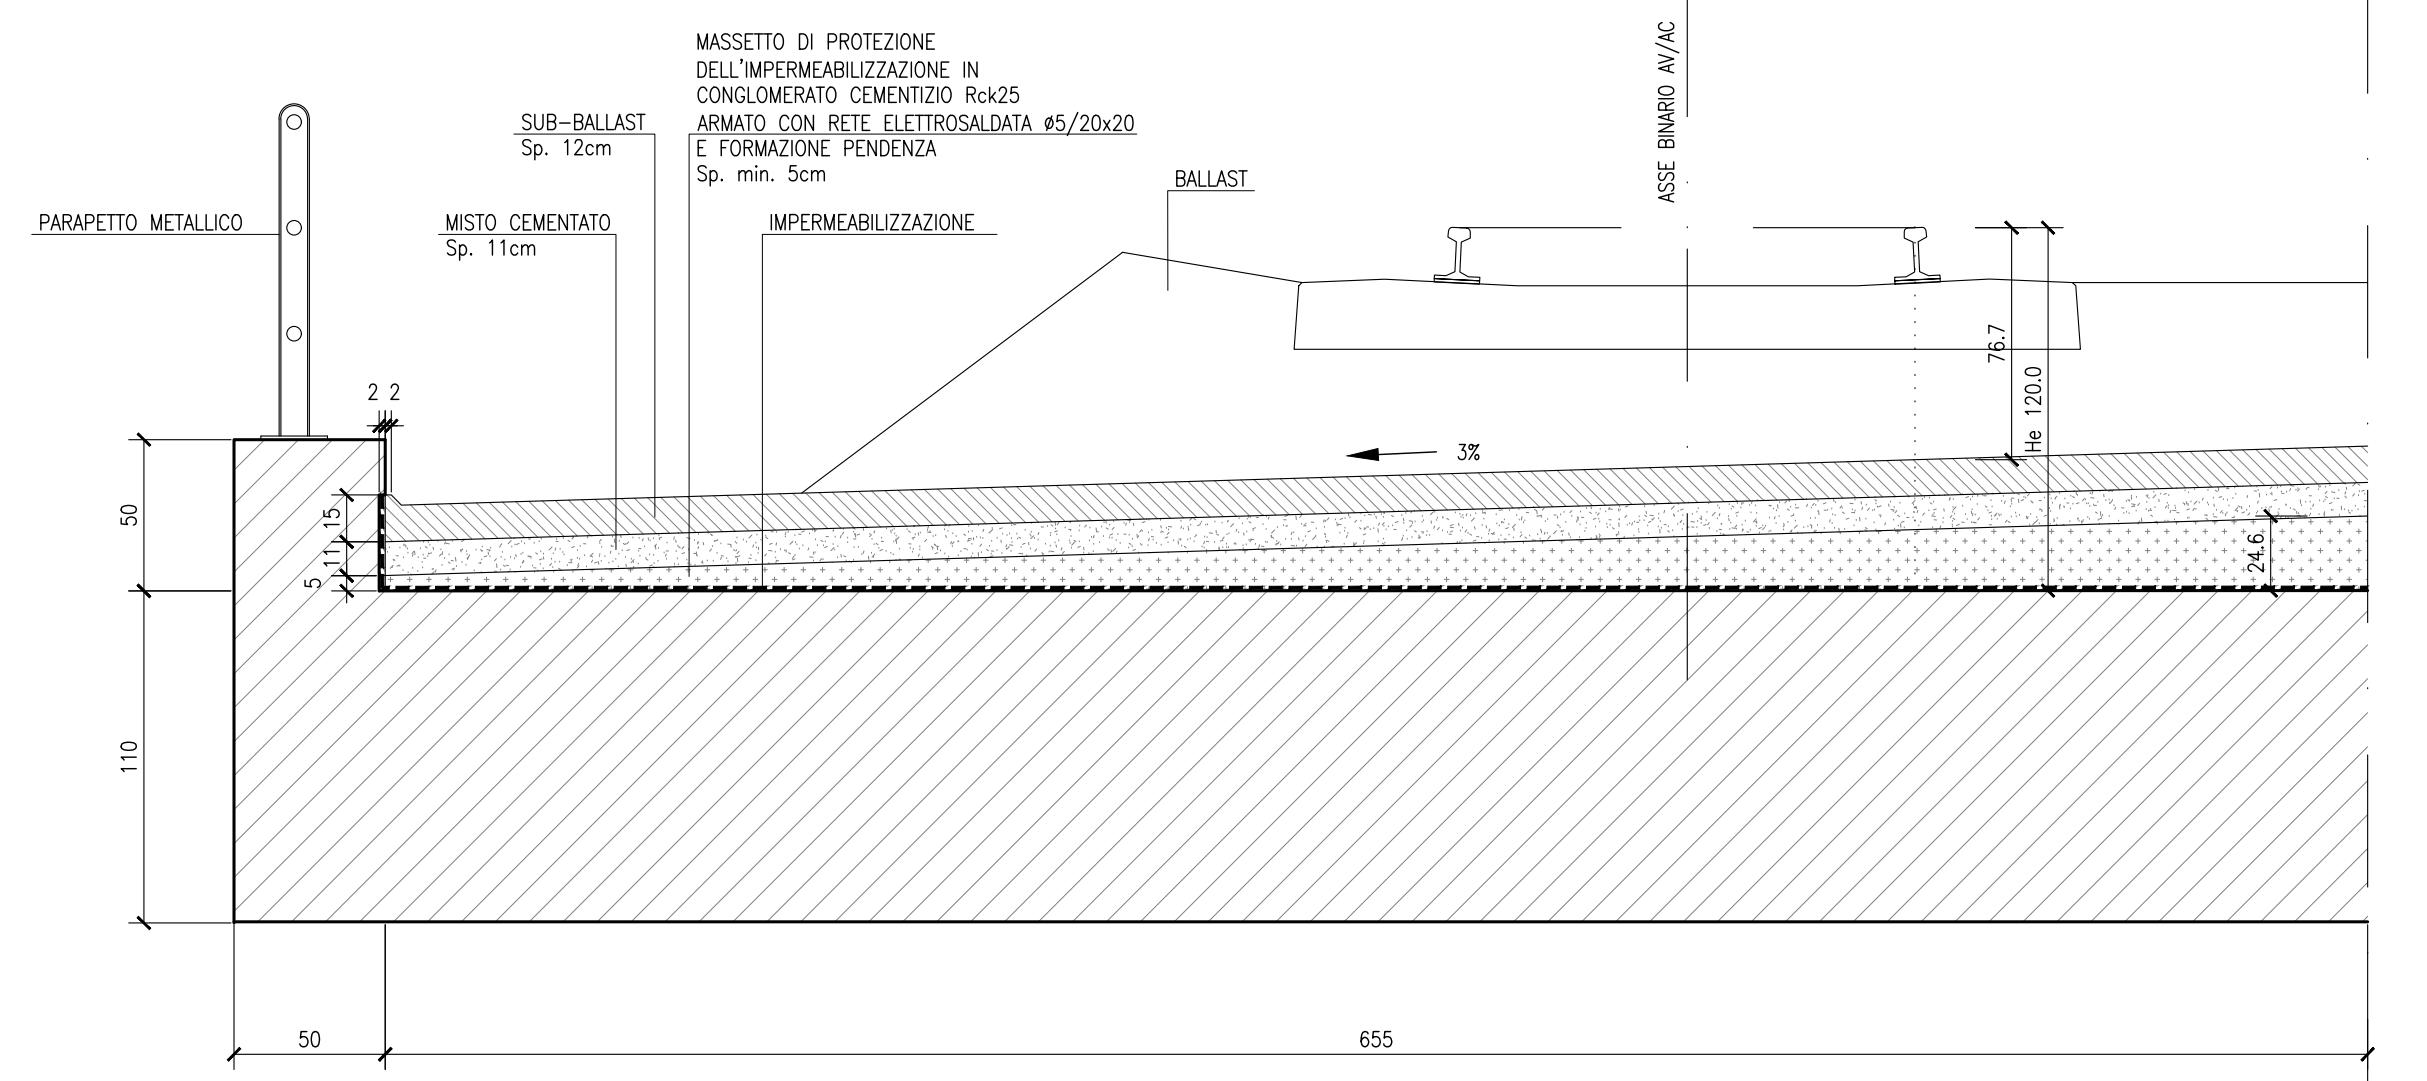 MASSETTO DI PROTEZIONE
DELL'IMPERMEABILIZZAZIONE IN
CONGLOMERATO CEMENTIZIO Rck25
ARMATO CON RETE ELETTROSALDATA ø5/20x20
E FORMAZIONE PENDENZA
Sp. min. 5cm
SUB-BALLAST
Sp. 12cm
ASSE BINARIO AV/AC
BALLAST
PARAPETTO METALLICO
MISTO CEMENTATO
Sp. 11cm
IMPERMEABILIZZAZIONE
76.7
He 120.0
2 2
3%
50
15
11
5
24.6
110
50
655